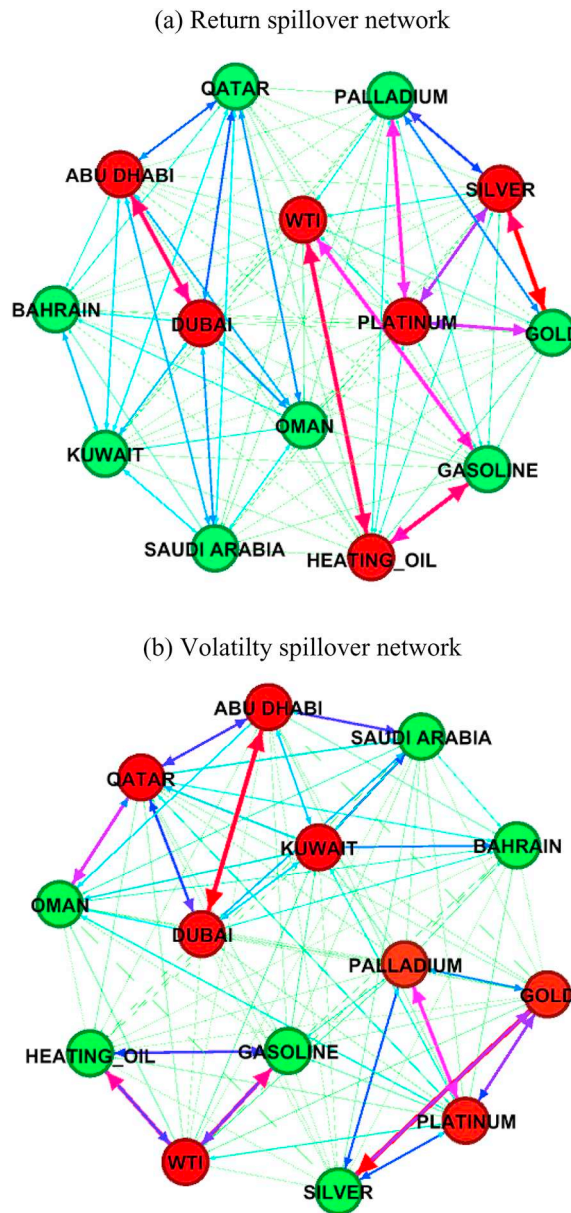 (a) Return spillover network
QATAR
PALLADIUM
ABU DHABI
SILVER
WTI
BAHRAIN
DUBAI
PLATINUM
GOLD
OMAN
KUWAIT
GASOLINE
SAUDI ARABIA
HEATING_OIL
(b) Volatilty spillover network
ABU DHABI
SAUDI ARABIA
QATAR
KUWAIT
BAHRAIN
OMAN
DUBAI
PALLADIUM
GOLD
HEATING_OIL
GASOLINE
PLATINUM
WTI
SILVER